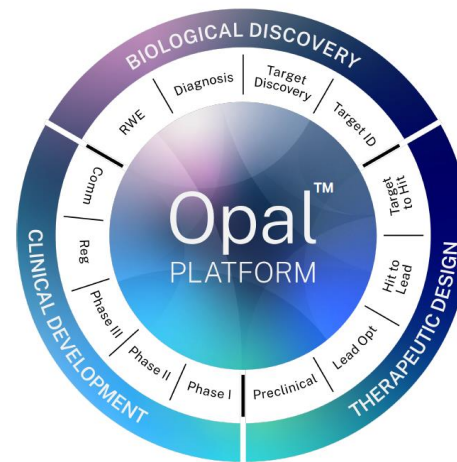 BIOLOGICAL DISCOVERY
RWE
Diagnosis
Target
Discovery
Target ID
THERAPEUTIC DESIGN
Target
to Hit
Hit to
Lead
Lead Opt
Preclinical
CLINICAL DEVELOPMENT
Phase I
Phase II
Phase III
Reg
Comm
Opal™
PLATFORM